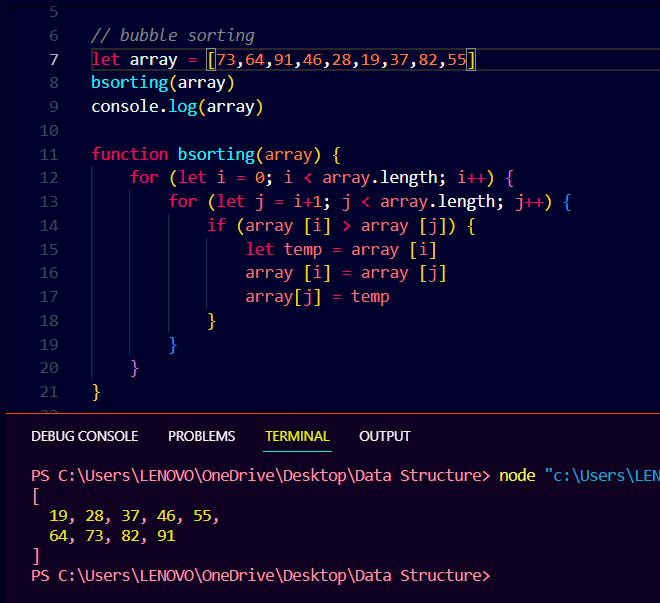 5
6 // bubble sorting
7 let array = [73,64,91,46,28,19,37,82,55]
8 bsorting(array)
9 console.log(array)
10
11 function bsorting(array) {
12 for (let i = 0; i < array.length; i++) {
13 for (let j = i+1; j < array.length; j++) {
14 if (array [i] > array [j]) {
15 let temp = array [i]
16 array [i] = array [j]
17 array[j] = temp
18 }
19 }
20 }
21 }
DEBUG CONSOLE PROBLEMS TERMINAL OUTPUT
PS C:\Users\LENOVO\OneDrive\Desktop\Data Structure> node "c:\Users\LEN
[
19, 28, 37, 46, 55,
64, 73, 82, 91
]
PS C:\Users\LENOVO\OneDrive\Desktop\Data Structure>